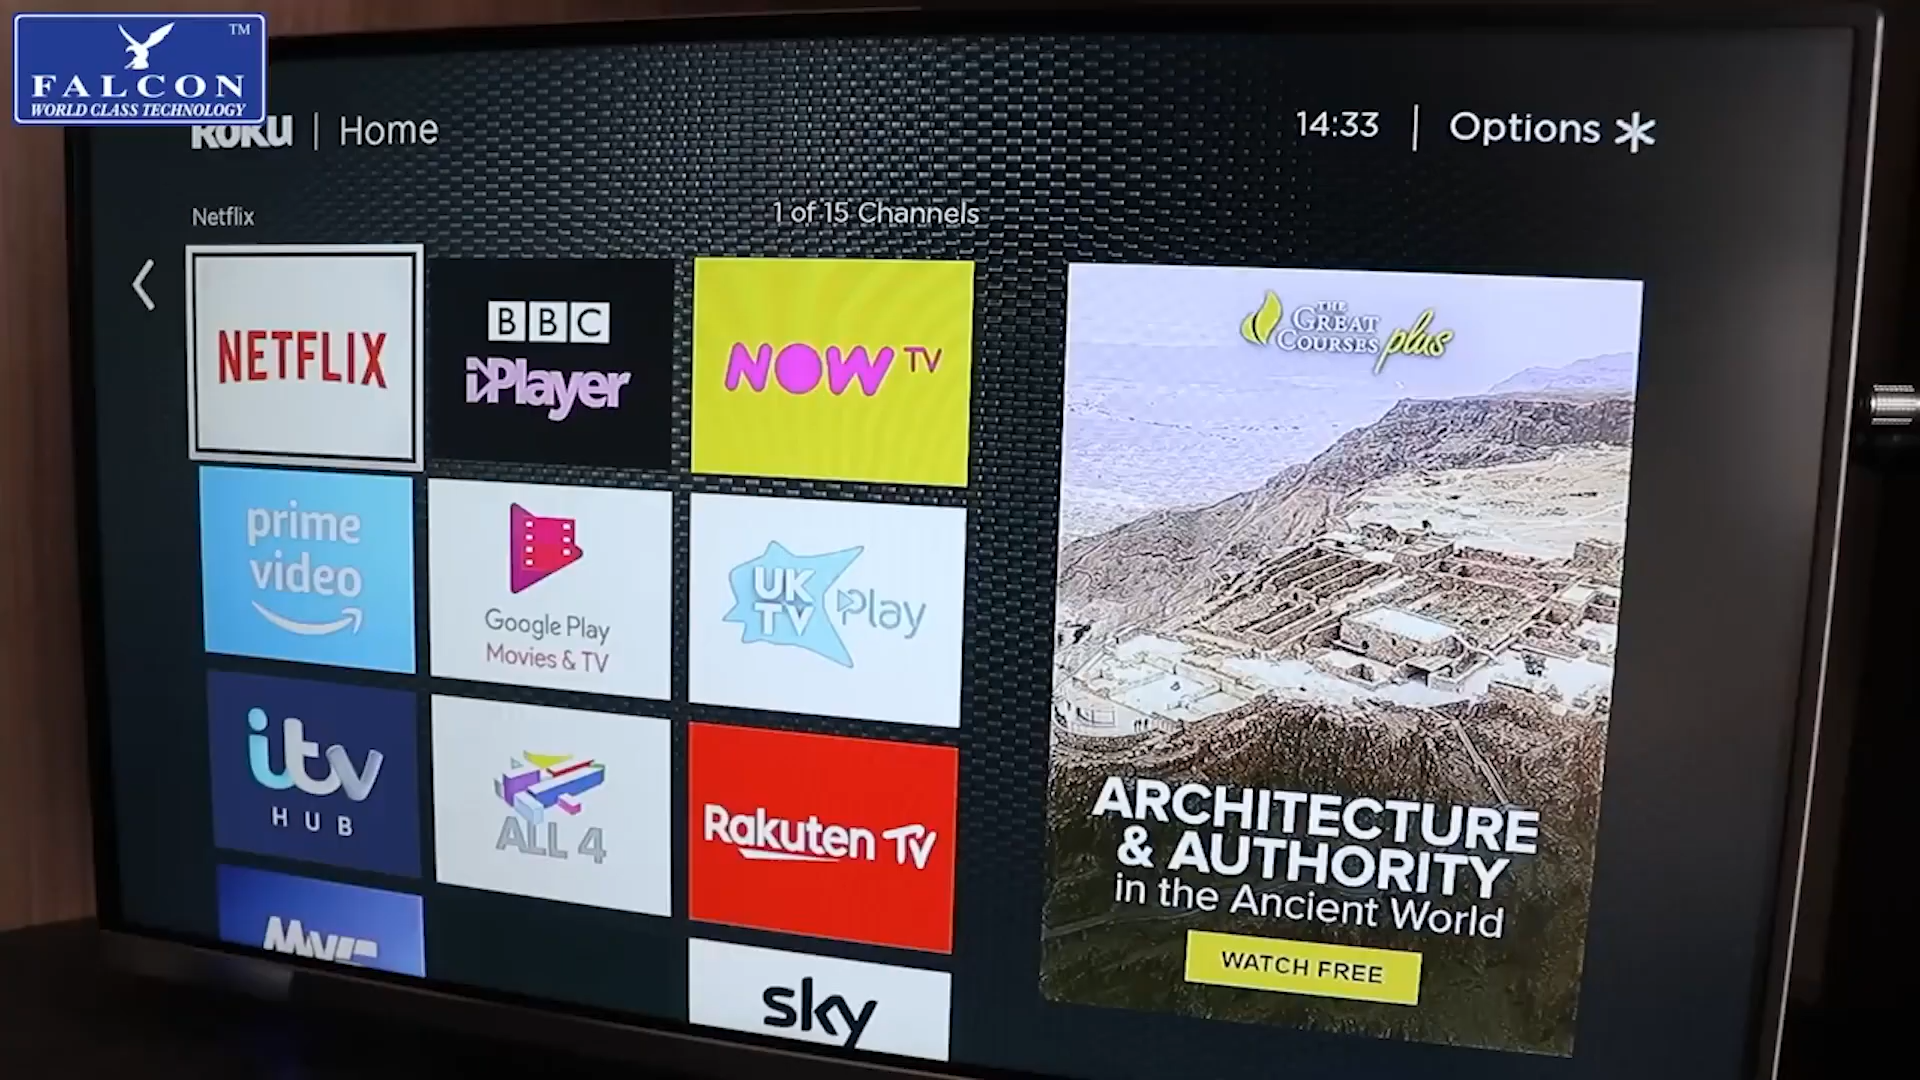 FALCON
TM
WORLD CLASS TECHNOLOGY
Roku | Home
14:33 | Options
Netflix
1 of 15 Channels
NETFLIX
BBC
iPlayer
NOW TV
prime
video
Google Play
Movies & TV
UK
TV Play
itv
HUB
ALL 4
Rakuten TV
sky
THE
GREAT
COURSES plus
ARCHITECTURE
& AUTHORITY
in the Ancient World
WATCH FREE